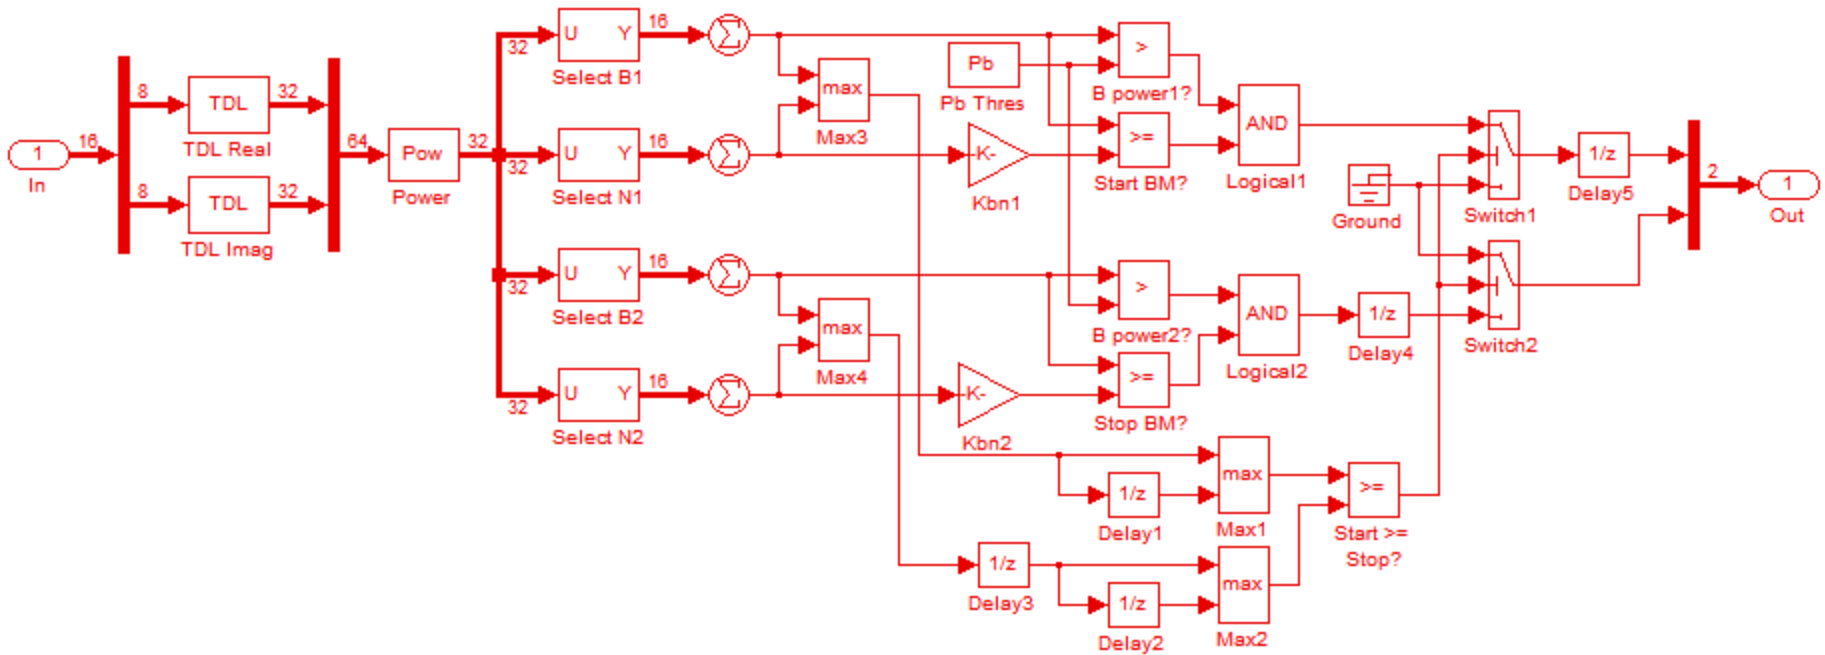 1
In
16
8
TDL
32
TDL Real
8
TDL
32
TDL Imag
64
Pow
Power
32
32
U Y
16
Select B1
32
U Y
16
Select N1
32
U Y
16
Select B2
32
U Y
16
Select N2
Σ
Σ
Σ
Σ
max
Max3
max
Max4
Pb
Pb Thres
-K-
Kbn1
-K-
Kbn2
>
B power1?
>=
Start BM?
>
B power2?
>=
Stop BM?
AND
Logical1
AND
Logical2
1/z
Delay4
1/z
Delay1
1/z
Delay3
1/z
Delay2
max
Max1
max
Max2
>=
Start >=
Stop?
Ground
Switch1
Switch2
1/z
Delay5
2
1
Out